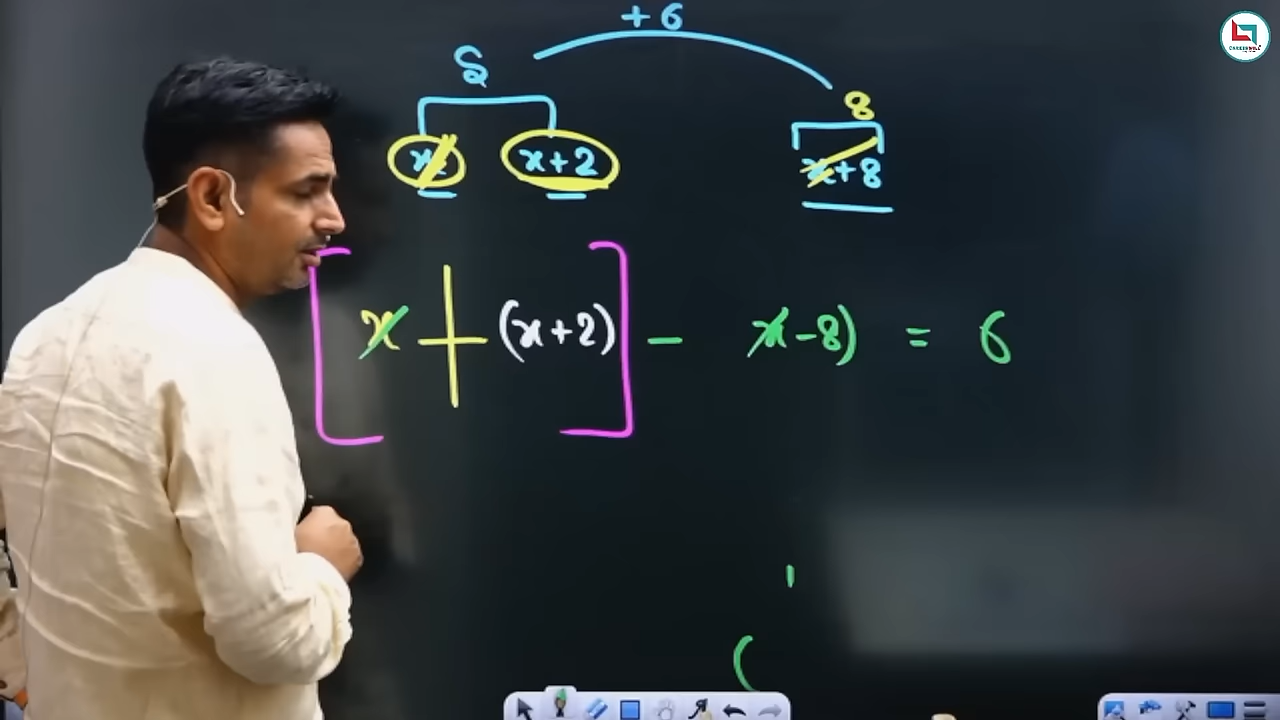 + 6
S
8
x x+2 x+8
[ x + (x+2) ] - x-8) = 6
(